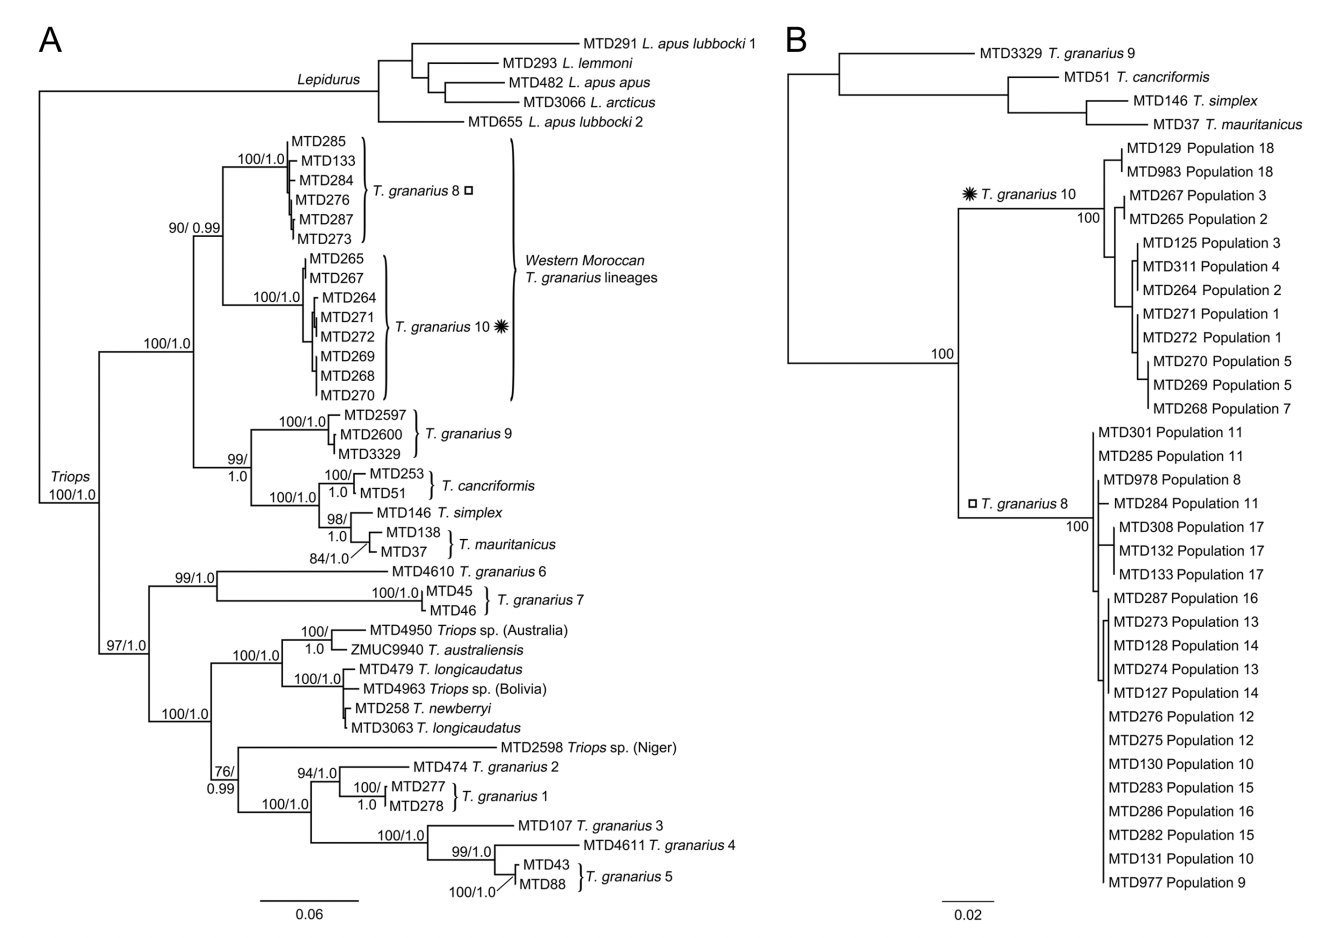 A
MTD291 L. apus lubbocki 1
MTD293 L. lemmoni
Lepidurus
MTD482 L. apus apus
MTD3066 L. arcticus
MTD655 L. apus lubbocki 2
MTD285
100/1.0
MTD133
MTD284
T. granarius 8
MTD276
MTD287
90/ 0.99
MTD273
MTD265
Western Moroccan
T. granarius lineages
MTD267
100/1.0
MTD264
MTD271
T. granarius 10
MTD272
100/1.0
MTD269
MTD268
MTD270
MTD2597
100/1.0
MTD2600
T. granarius 9
MTD3329
99/
1.0
MTD253
100/
1.0
T. cancriformis
MTD51
Triops
100/1.0
100/1.0
MTD146 T. simplex
98/
1.0
MTD138
T. mauritanicus
MTD37
84/1.0
MTD4610 T. granarius 6
99/1.0
MTD45
100/1.0
T. granarius 7
MTD46
MTD4950 Triops sp. (Australia)
100/
1.0
97/1.0
ZMUC9940 T. australiensis
100/1.0
MTD479 T. longicaudatus
100/1.0
MTD4963 Triops sp. (Bolivia)
MTD258 T. newberryi
100/1.0
MTD3063 T. longicaudatus
MTD2598 Triops sp. (Niger)
76/
0.99
MTD474 T. granarius 2
94/1.0
MTD277
100/
1.0
T. granarius 1
MTD278
100/1.0
MTD107 T. granarius 3
100/1.0
MTD4611 T. granarius 4
99/1.0
MTD43
T. granarius 5
MTD88
100/1.0
0.06
B
MTD3329 T. granarius 9
MTD51 T. cancriformis
MTD146 T. simplex
MTD37 T. mauritanicus
MTD129 Population 18
MTD983 Population 18
T. granarius 10
100
MTD267 Population 3
MTD265 Population 2
MTD125 Population 3
MTD311 Population 4
MTD264 Population 2
MTD271 Population 1
MTD272 Population 1
100
MTD270 Population 5
MTD269 Population 5
MTD268 Population 7
MTD301 Population 11
MTD285 Population 11
MTD978 Population 8
T. granarius 8
100
MTD284 Population 11
MTD308 Population 17
MTD132 Population 17
MTD133 Population 17
MTD287 Population 16
MTD273 Population 13
MTD128 Population 14
MTD274 Population 13
MTD127 Population 14
MTD276 Population 12
MTD275 Population 12
MTD130 Population 10
MTD283 Population 15
MTD286 Population 16
MTD282 Population 15
MTD131 Population 10
MTD977 Population 9
0.02